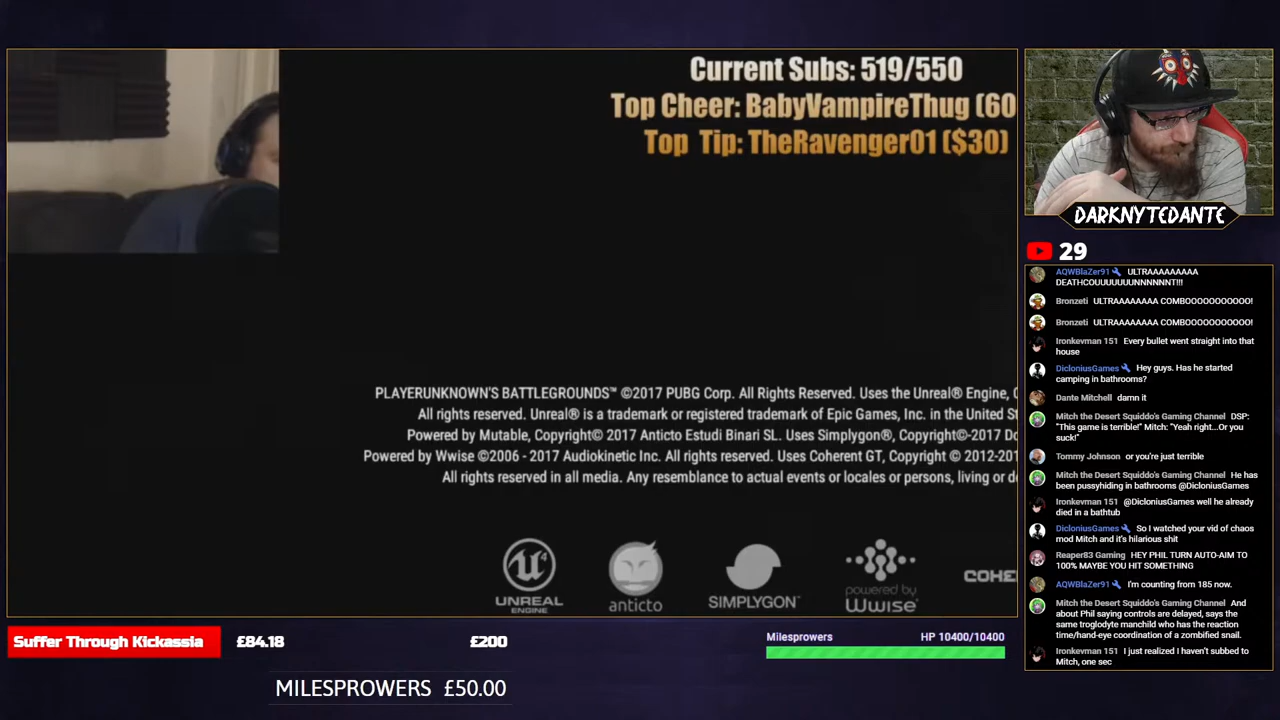 Current Subs: 519/550
Top Cheer: BabyVampireThug (60
Top Tip: TheRavenger01 ($30)
PLAYERUNKNOWN'S BATTLEGROUNDS™ ©2017 PUBG Corp. All Rights Reserved. Uses the Unreal® Engine, C
All rights reserved. Unreal® is a trademark or registered trademark of Epic Games, Inc. in the United St
Powered by Mutable, Copyright© 2017 Anticto Estudi Binari SL. Uses Simplygon®, Copyright©-2017 Do
Powered by Wwise ©2006 - 2017 Audiokinetic Inc. All rights reserved. Uses Coherent GT, Copyright © 2012-201
All rights reserved in all media. Any resemblance to actual events or locales or persons, living or de
UNREAL
ENGINE
anticto
SIMPLYGON™
powered by
Wwise
COHE
DARKNYTEDANTE
29
AQWBlaZer91 ULTRAAAAAAAAA
DEATHCOUUUUUUUNNNNNNT!!!
Bronzeti ULTRAAAAAAAA COMBOOOOOOOOOOO!
Bronzeti ULTRAAAAAAAA COMBOOOOOOOOOOO!
Ironkevman 151 Every bullet went straight into that
house
DicloniusGames Hey guys. Has he started
camping in bathrooms?
Dante Mitchell damn it
Mitch the Desert Squiddo's Gaming Channel DSP:
"This game is terrible!" Mitch: "Yeah right...Or you
suck!"
Tommy Johnson or you're just terrible
Mitch the Desert Squiddo's Gaming Channel He has
been pussyhiding in bathrooms @DicloniusGames
Ironkevman 151 @DicloniusGames well he already
died in a bathtub
DicloniusGames So I watched your vid of chaos
mod Mitch and it's hilarious shit
Reaper83 Gaming HEY PHIL TURN AUTO-AIM TO
100% MAYBE YOU HIT SOMETHING
AQWBlaZer91 I'm counting from 185 now.
Mitch the Desert Squiddo's Gaming Channel And
about Phil saying controls are delayed, says the
same troglodyte manchild who has the reaction
time/hand-eye coordination of a zombified snail.
Ironkevman 151 I just realized I haven't subbed to
Mitch, one sec
Suffer Through Kickassia £84.18 £200
Milesprowers HP 10400/10400
MILESPROWERS £50.00